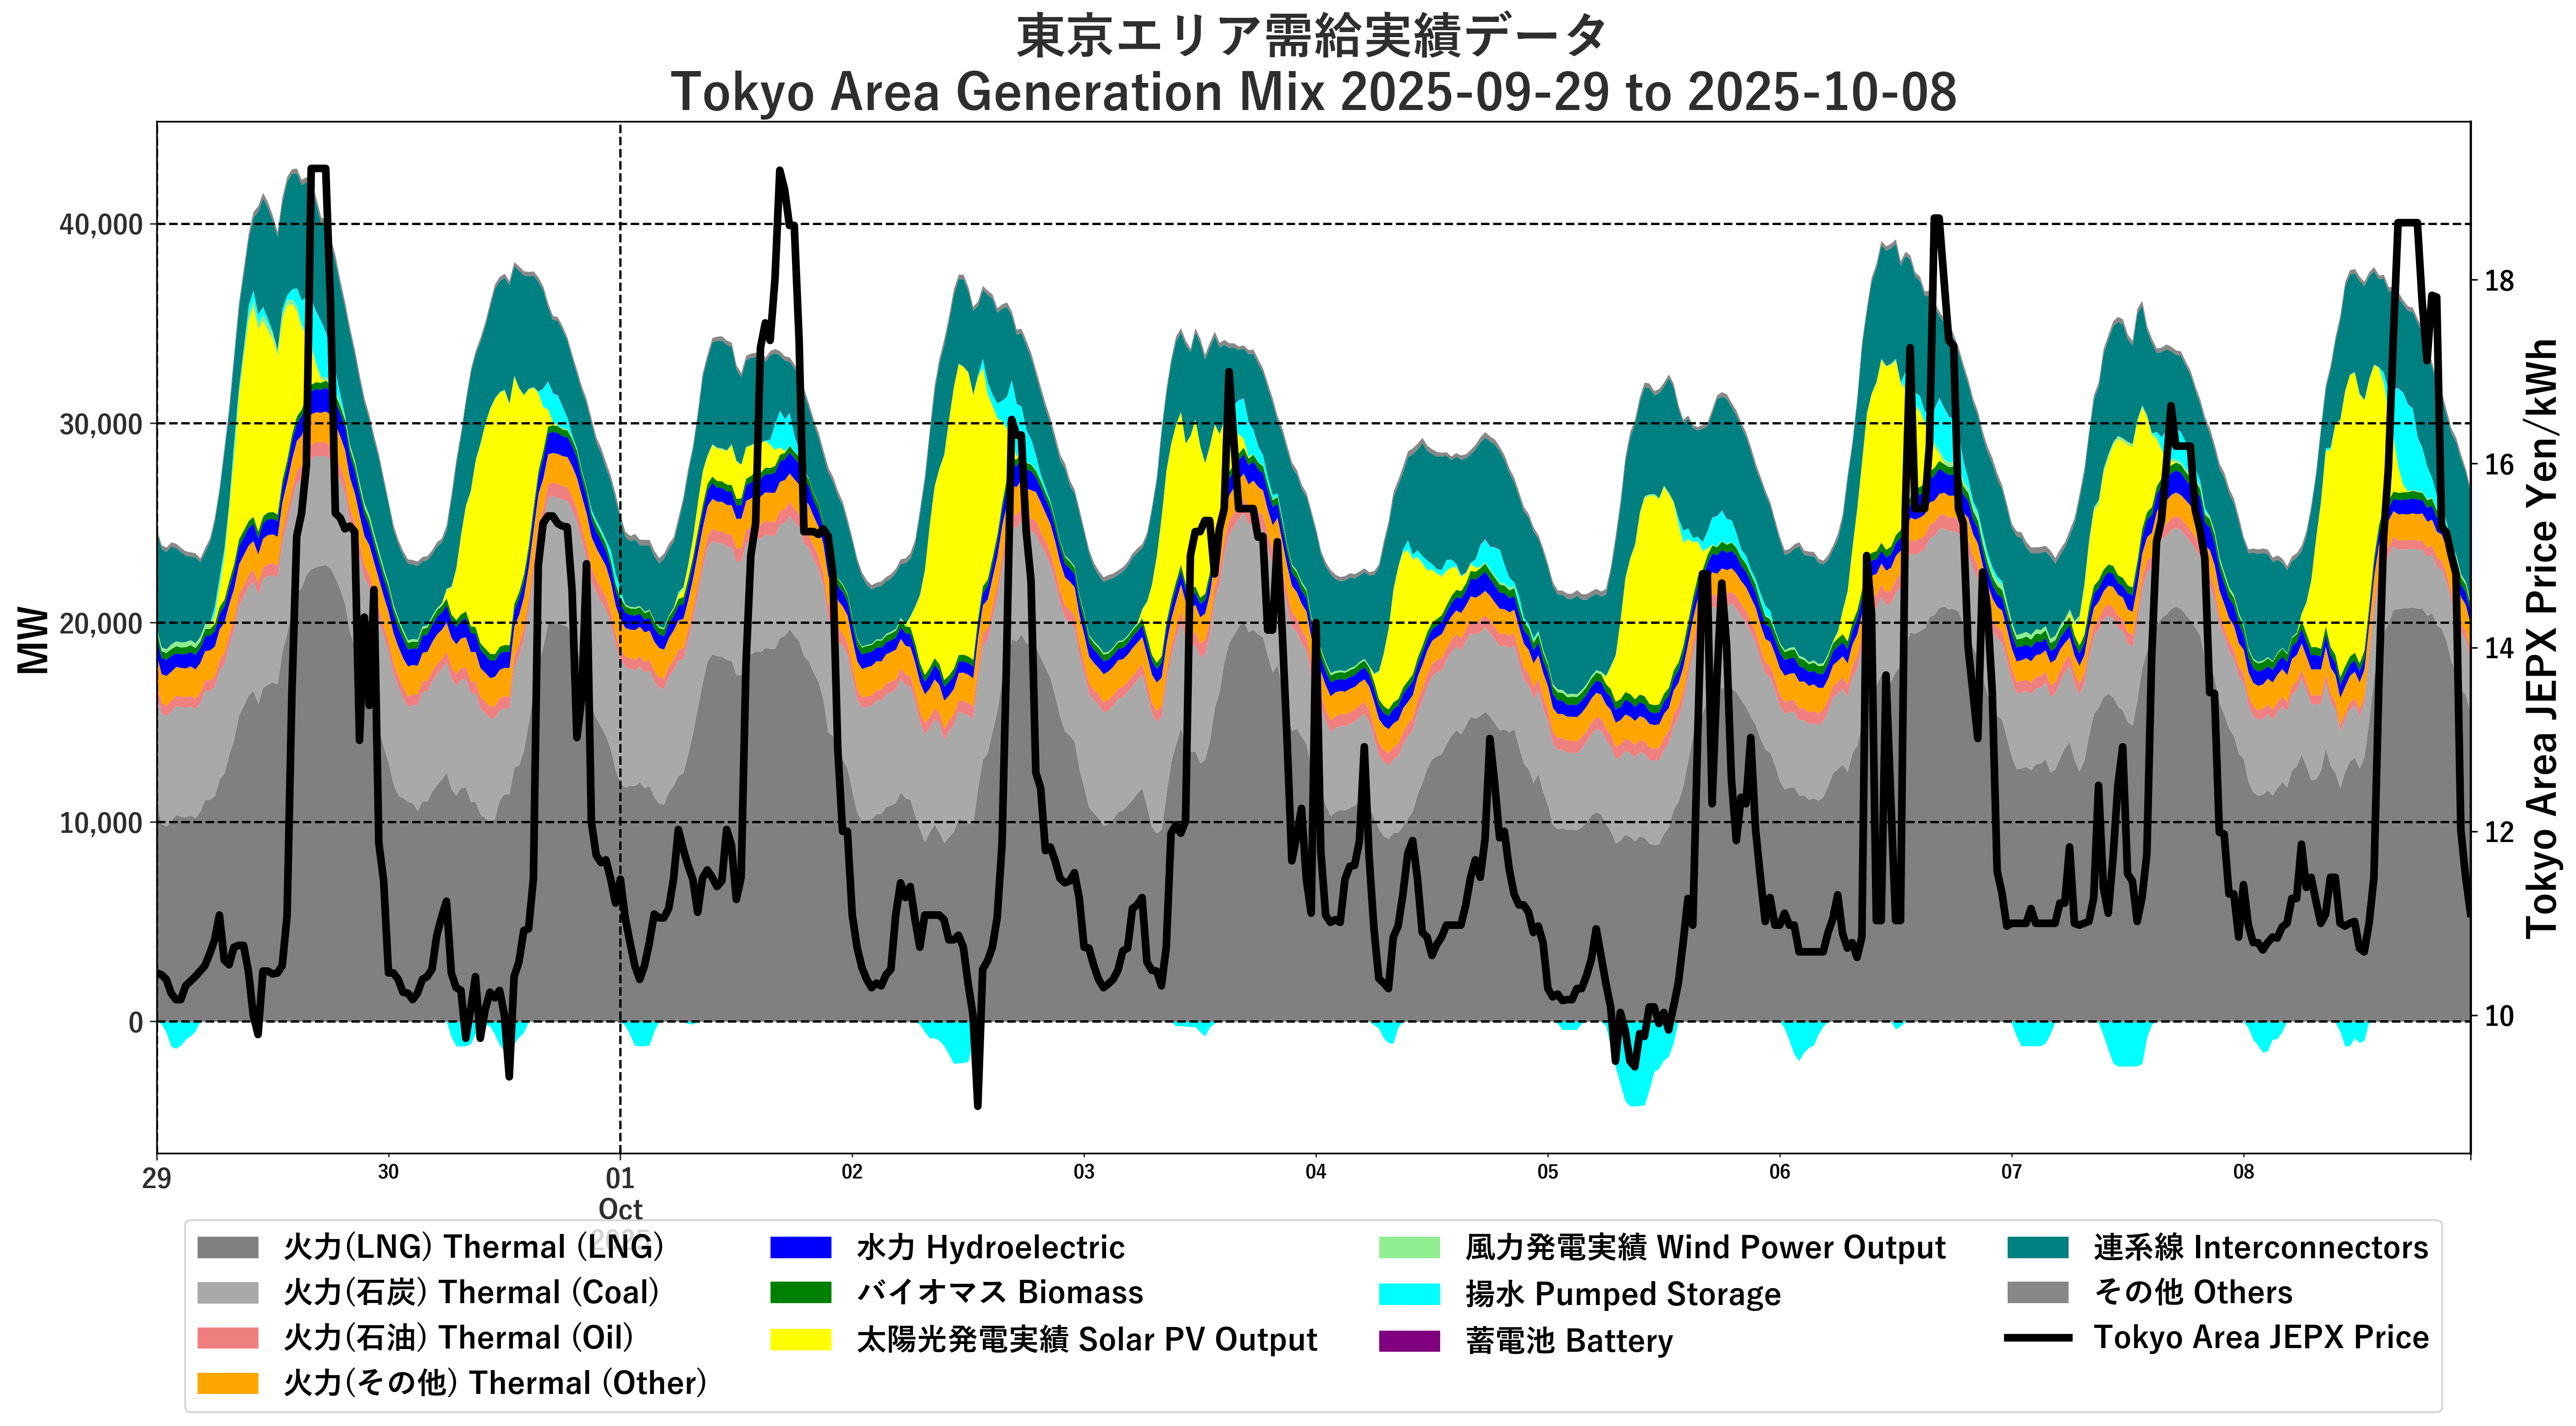 東京エリア需給実績データ
Tokyo Area Generation Mix 2025-09-29 to 2025-10-08
MW
40,000
30,000
20,000
10,000
0
18
16
14
12
10
Tokyo Area JEPX Price Yen/kWh
29
30
01
02
03
04
05
06
07
08
Oct
2025
火力(LNG) Thermal (LNG)
火力(石炭) Thermal (Coal)
火力(石油) Thermal (Oil)
火力(その他) Thermal (Other)
水力 Hydroelectric
バイオマス Biomass
太陽光発電実績 Solar PV Output
風力発電実績 Wind Power Output
揚水 Pumped Storage
蓄電池 Battery
連系線 Interconnectors
その他 Others
Tokyo Area JEPX Price